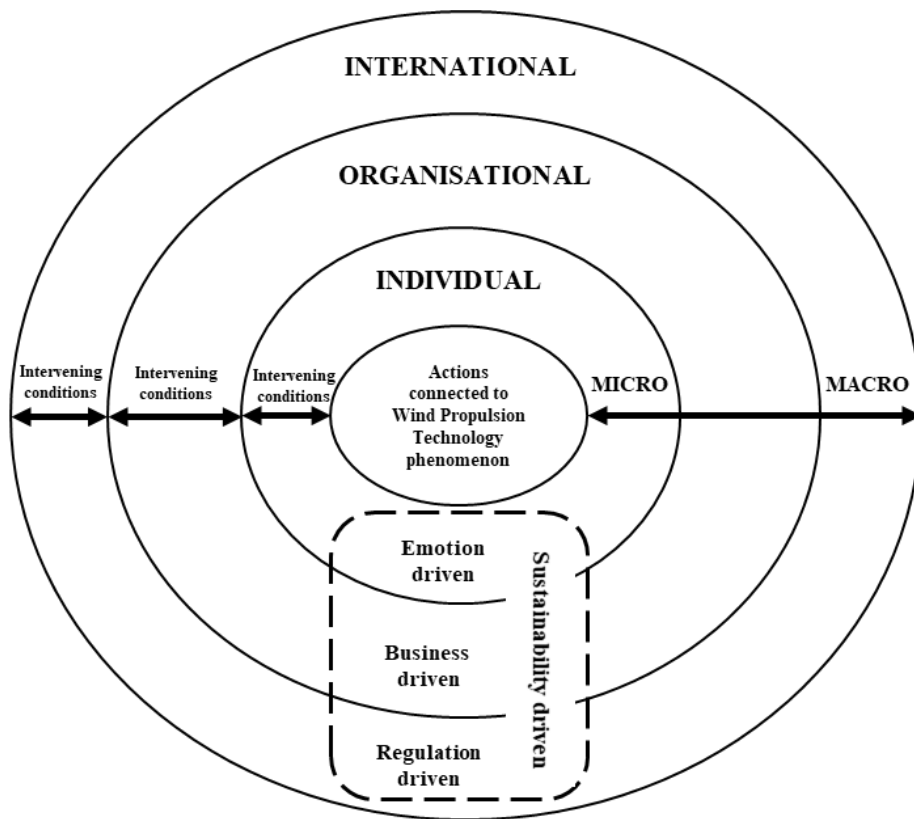 INTERNATIONAL
ORGANISATIONAL
INDIVIDUAL
Intervening
conditions
Intervening
conditions
Intervening
conditions
Actions
connected to
Wind Propulsion
Technology
phenomenon
MICRO
MACRO
Emotion
driven
Business
driven
Regulation
driven
Sustainability driven